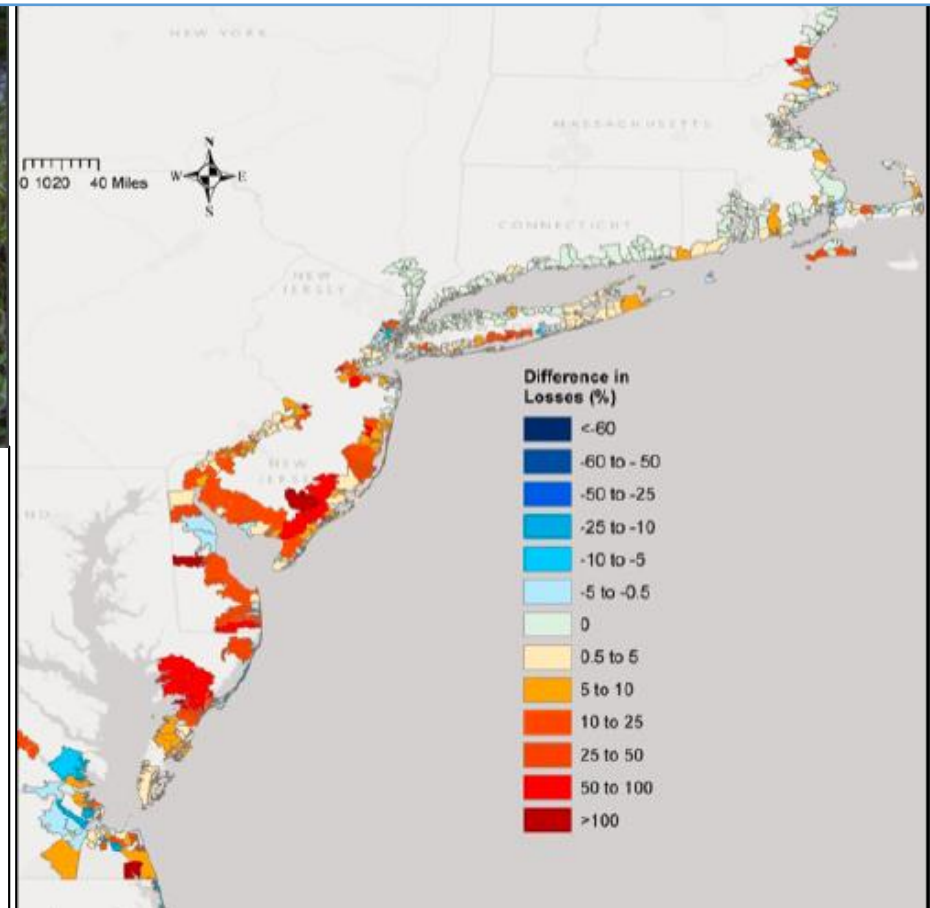 NEW YORK
MASSACHUSETTS
N
W E
S
0 1020 40 Miles
CONNECTICUT
NEW
JERSEY
Difference in
Losses (%)
<-60
-60 to - 50
-50 to -25
-25 to -10
-10 to -5
-5 to -0.5
0
0.5 to 5
5 to 10
10 to 25
25 to 50
50 to 100
>100
NEW
JERSEY
ND